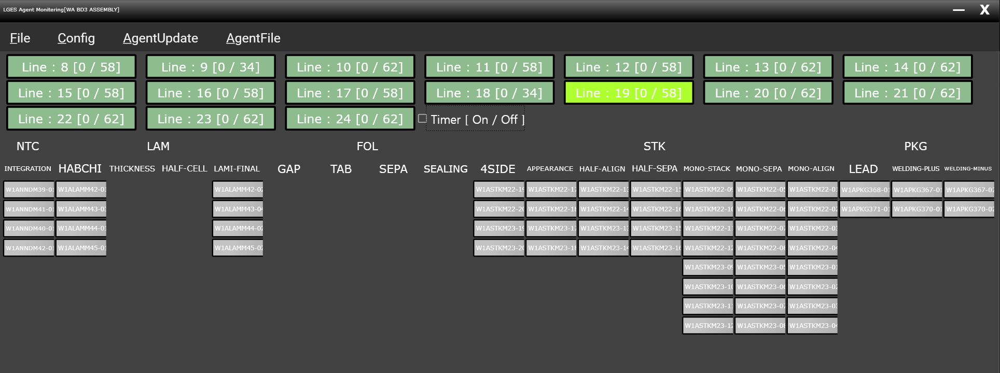 LGES Agent Monitering[WA BD3 ASSEMBLY]
File Config AgentUpdate AgentFile
Line : 8 [0 / 58] Line : 9 [0 / 34] Line : 10 [0 / 62] Line : 11 [0 / 58] Line : 12 [0 / 58] Line : 13 [0 / 62] Line : 14 [0 / 62]
Line : 15 [0 / 58] Line : 16 [0 / 58] Line : 17 [0 / 58] Line : 18 [0 / 34] Line : 19 [0 / 58] Line : 20 [0 / 62] Line : 21 [0 / 62]
Line : 22 [0 / 62] Line : 23 [0 / 62] Line : 24 [0 / 62] Timer [ On / Off ]
NTC LAM FOL STK PKG
INTEGRATION HABCHI THICKNESS HALF-CELL LAMI-FINAL GAP TAB SEPA SEALING 4SIDE APPEARANCE HALF-ALIGN HALF-SEPA MONO-STACK MONO-SEPA MONO-ALIGN LEAD WELDING-PLUS WELDING-MINUS
W1ANNDM39-01 W1ALAMM42-01 W1ALAMM42-02 W1ASTKM22-19 W1ASTKM22-17 W1ASTKM22-13 W1ASTKM22-15 W1ASTKM22-09 W1ASTKM22-05 W1ASTKM22-01 W1APKG368-01 W1APKG367-01 W1APKG367-02
W1ANNDM41-01 W1ALAMM43-03 W1ALAMM43-04 W1ASTKM22-20 W1ASTKM22-18 W1ASTKM22-14 W1ASTKM22-16 W1ASTKM22-10 W1ASTKM22-06 W1ASTKM22-02 W1APKG371-01 W1APKG370-01 W1APKG370-02
W1ANNDM40-01 W1ALAMM44-01 W1ALAMM44-02 W1ASTKM23-19 W1ASTKM23-17 W1ASTKM23-13 W1ASTKM23-15 W1ASTKM22-11 W1ASTKM22-07 W1ASTKM22-03
W1ANNDM42-01 W1ALAMM45-01 W1ALAMM45-02 W1ASTKM23-20 W1ASTKM23-18 W1ASTKM23-14 W1ASTKM23-16 W1ASTKM22-12 W1ASTKM22-08 W1ASTKM22-04
W1ASTKM23-09 W1ASTKM23-05 W1ASTKM23-01
W1ASTKM23-10 W1ASTKM23-06 W1ASTKM23-02
W1ASTKM23-11 W1ASTKM23-07 W1ASTKM23-03
W1ASTKM23-12 W1ASTKM23-08 W1ASTKM23-04